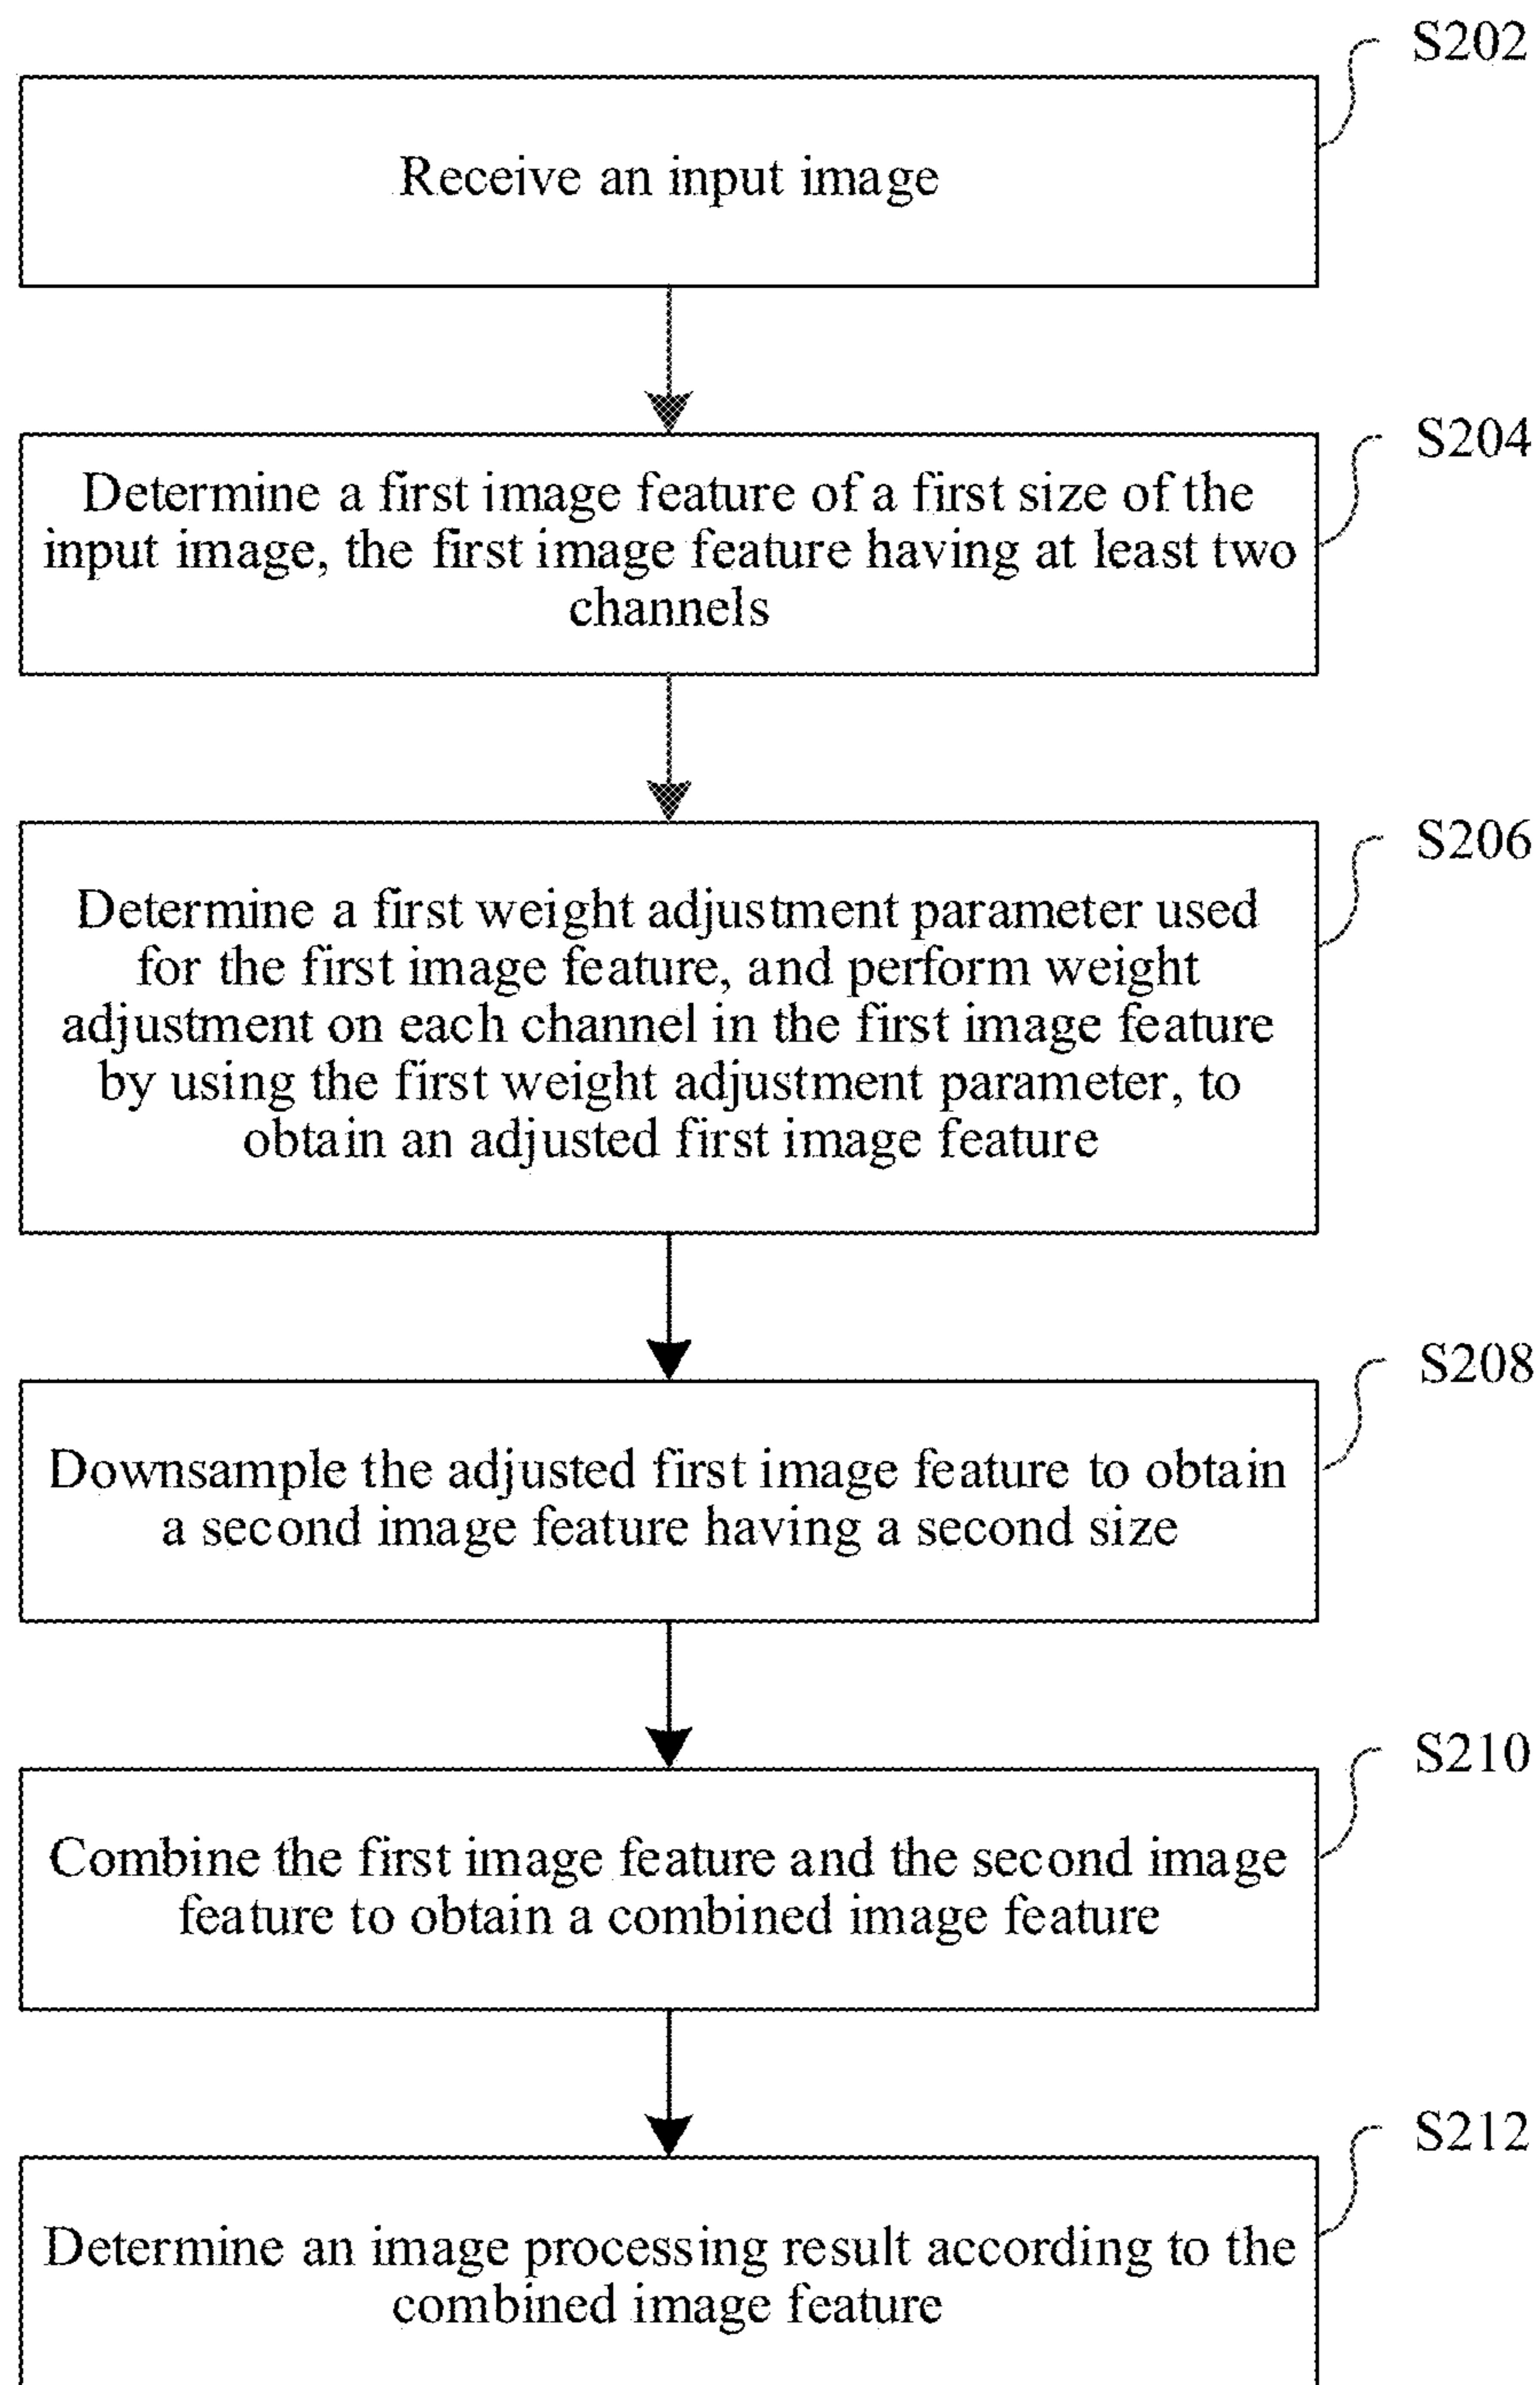 S202
Receive an input image
S204
Determine a first image feature of a first size of the
input image, the first image feature having at least two
channels
S206
Determine a first weight adjustment parameter used
for the first image feature, and perform weight
adjustment on each channel in the first image feature
by using the first weight adjustment parameter, to
obtain an adjusted first image feature
S208
Downsample the adjusted first image feature to obtain
a second image feature having a second size
S210
Combine the first image feature and the second image
feature to obtain a combined image feature
S212
Determine an image processing result according to the
combined image feature